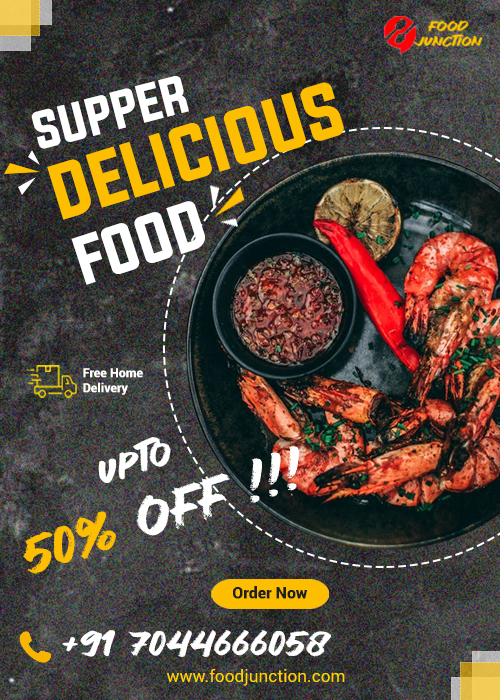 FOOD
JUNCTION
SUPPER
DELICIOUS
FOOD
Free Home
Delivery
UPTO
50% OFF !!!
Order Now
+91 7044666058
www.foodjunction.com